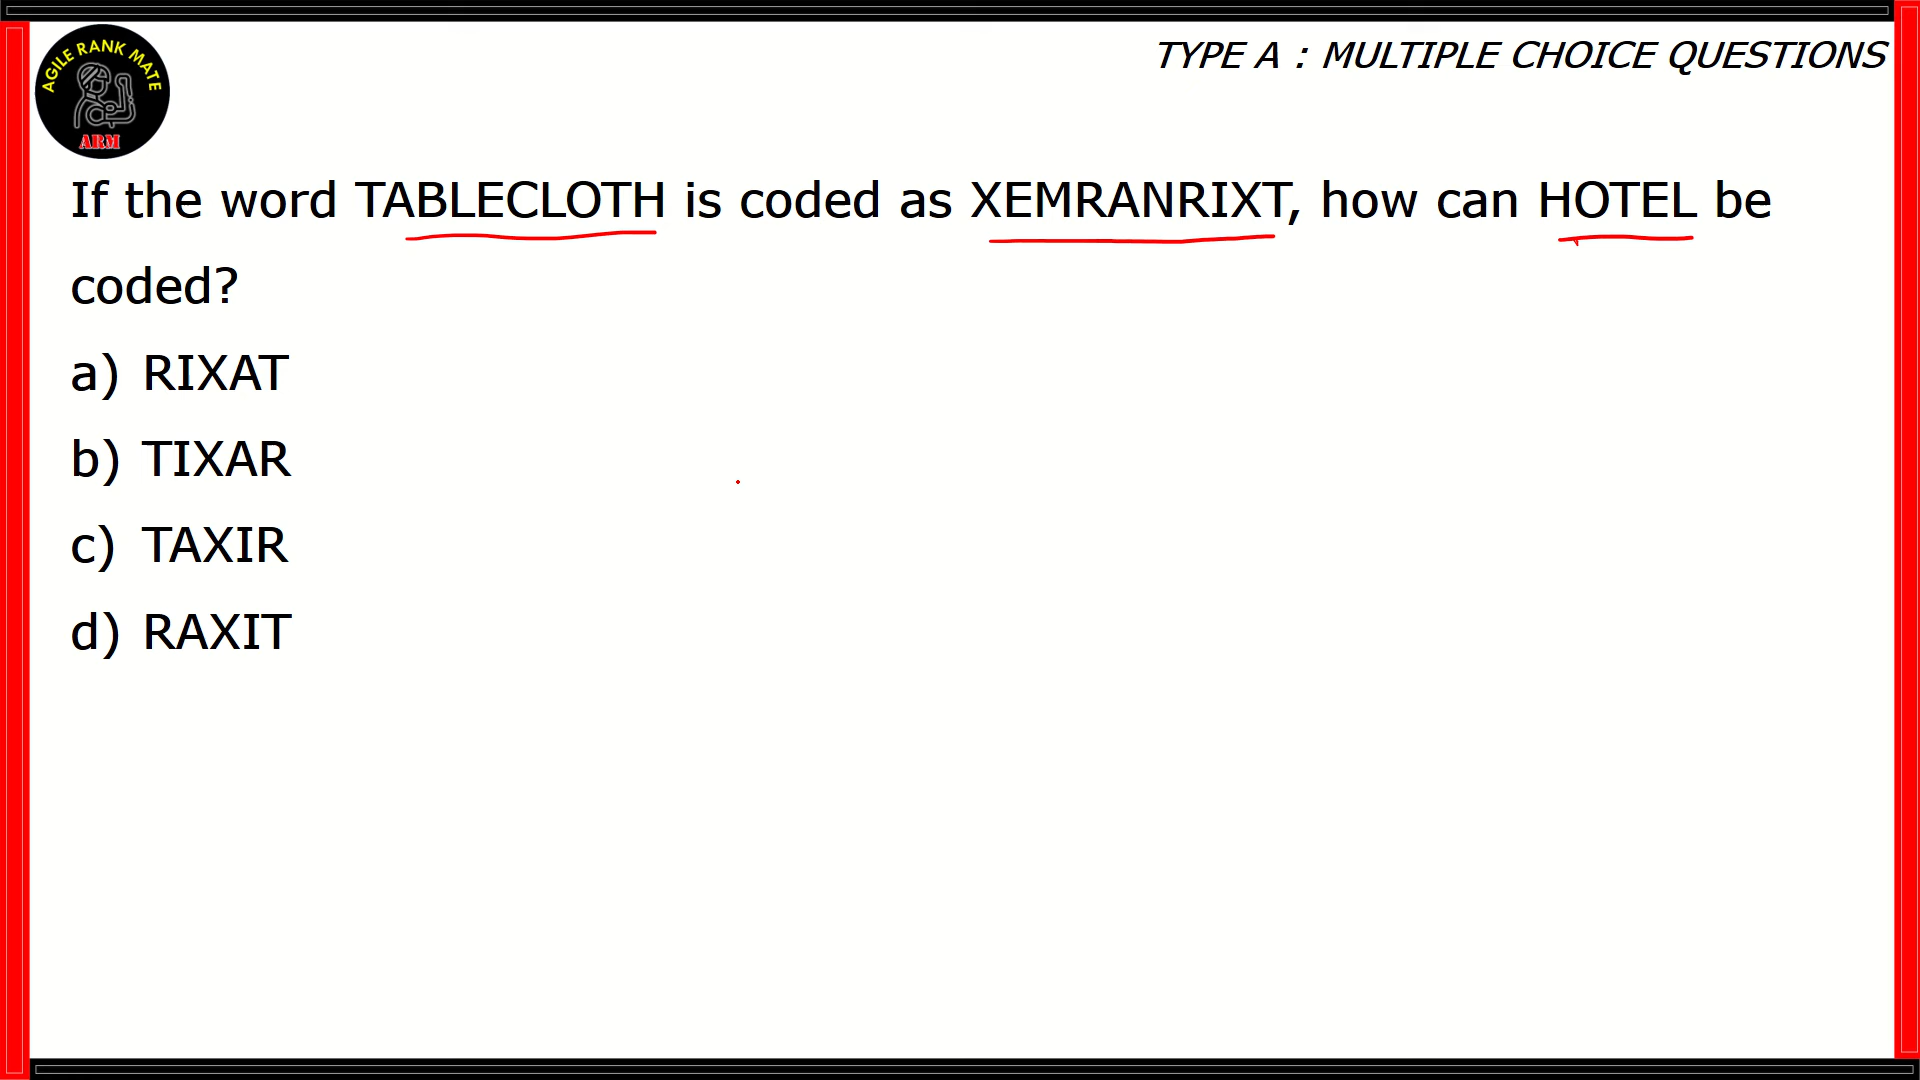 AGILE RANK MATE
ARM
TYPE A : MULTIPLE CHOICE QUESTIONS
If the word TABLECLOTH is coded as XEMRANRIXT, how can HOTEL be
coded?
a) RIXAT
b) TIXAR
c) TAXIR
d) RAXIT